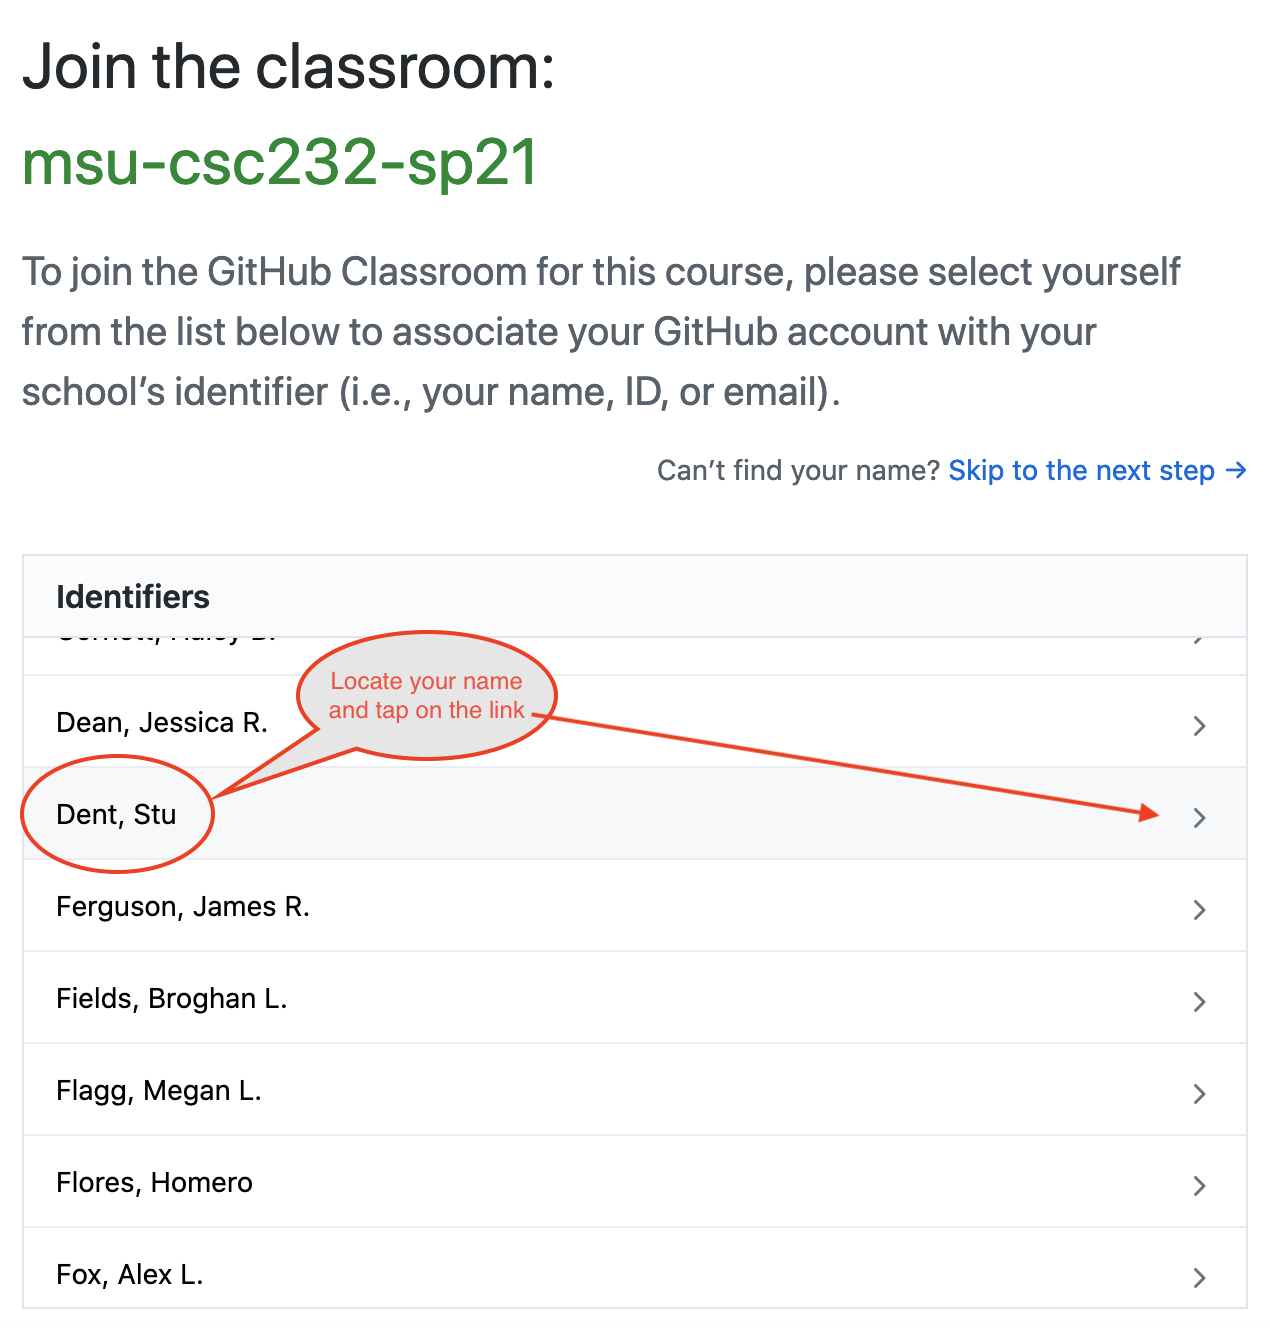 Join the classroom:
msu-csc232-sp21
To join the GitHub Classroom for this course, please select yourself
from the list below to associate your GitHub account with your
school’s identifier (i.e., your name, ID, or email).
Can’t find your name? Skip to the next step →
Identifiers
Locate your name
and tap on the link
Dean, Jessica R.
Dent, Stu
Ferguson, James R.
Fields, Broghan L.
Flagg, Megan L.
Flores, Homero
Fox, Alex L.